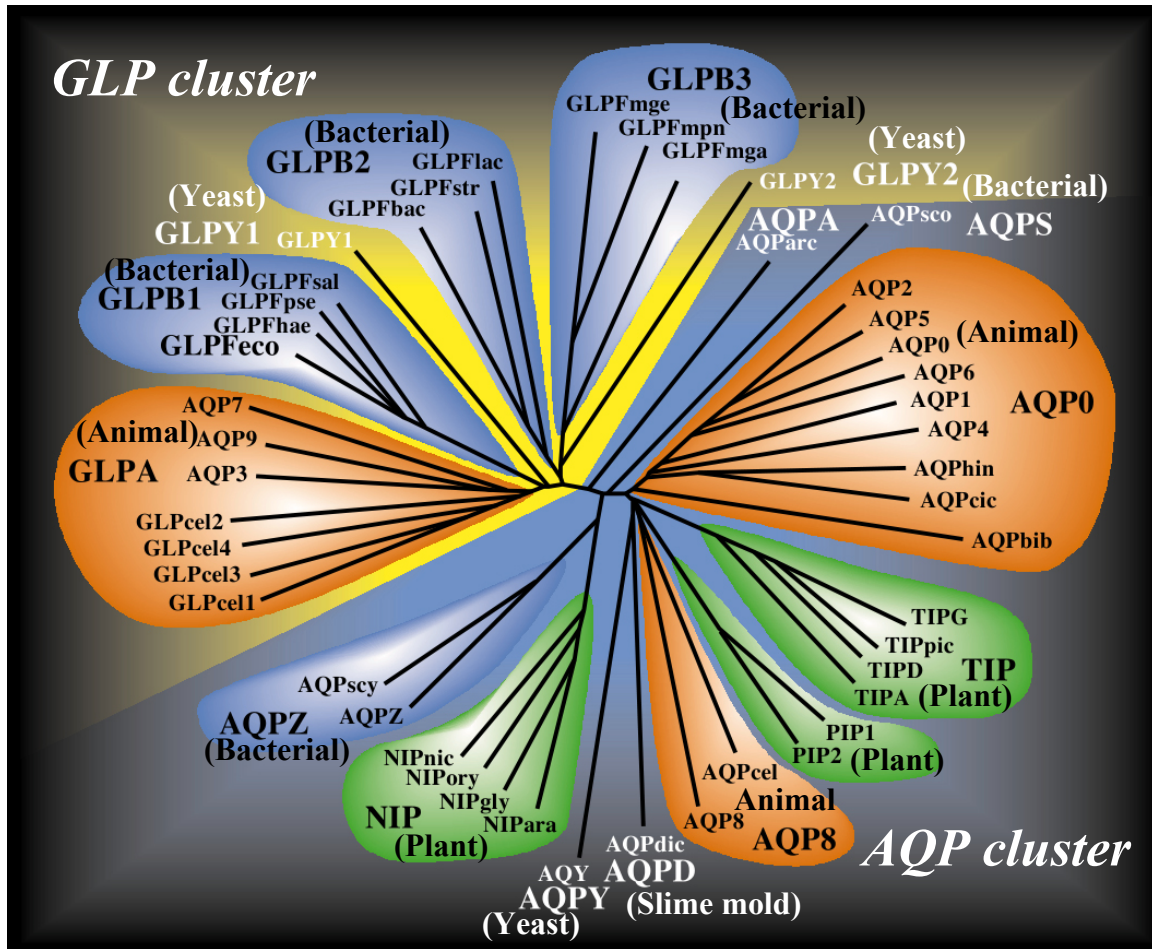 GLP cluster
GLPB3
(Bacterial)
GLPFmge
GLPFmpn
GLPFmga
(Bacterial)
GLPB2
GLPFlac
GLPFstr
GLPFbac
(Yeast)
GLPY2
GLPY2
(Bacterial)
AQPS
AQPsco
AQPA
AQParc
(Yeast)
GLPY1
GLPY1
(Bacterial)
GLPB1
GLPFsal
GLPFpse
GLPFhae
GLPFeco
AQP2
AQP5
AQP0
(Animal)
AQP6
AQP1
AQP0
AQP4
AQPhin
AQPcic
AQPbib
AQP7
(Animal)
AQP9
GLPA
AQP3
GLPcel2
GLPcel4
GLPcel3
GLPcel1
TIPG
TIPpic
TIPD
TIP
TIPA
(Plant)
AQPscy
AQPZ
AQPZ
(Bacterial)
PIP1
PIP2
(Plant)
NIPnic
NIPory
NIPgly
NIPara
NIP
(Plant)
AQPcel
Animal
AQP8
AQP8
AQP cluster
AQPdic
AQPD
(Slime mold)
AQY
AQPY
(Yeast)